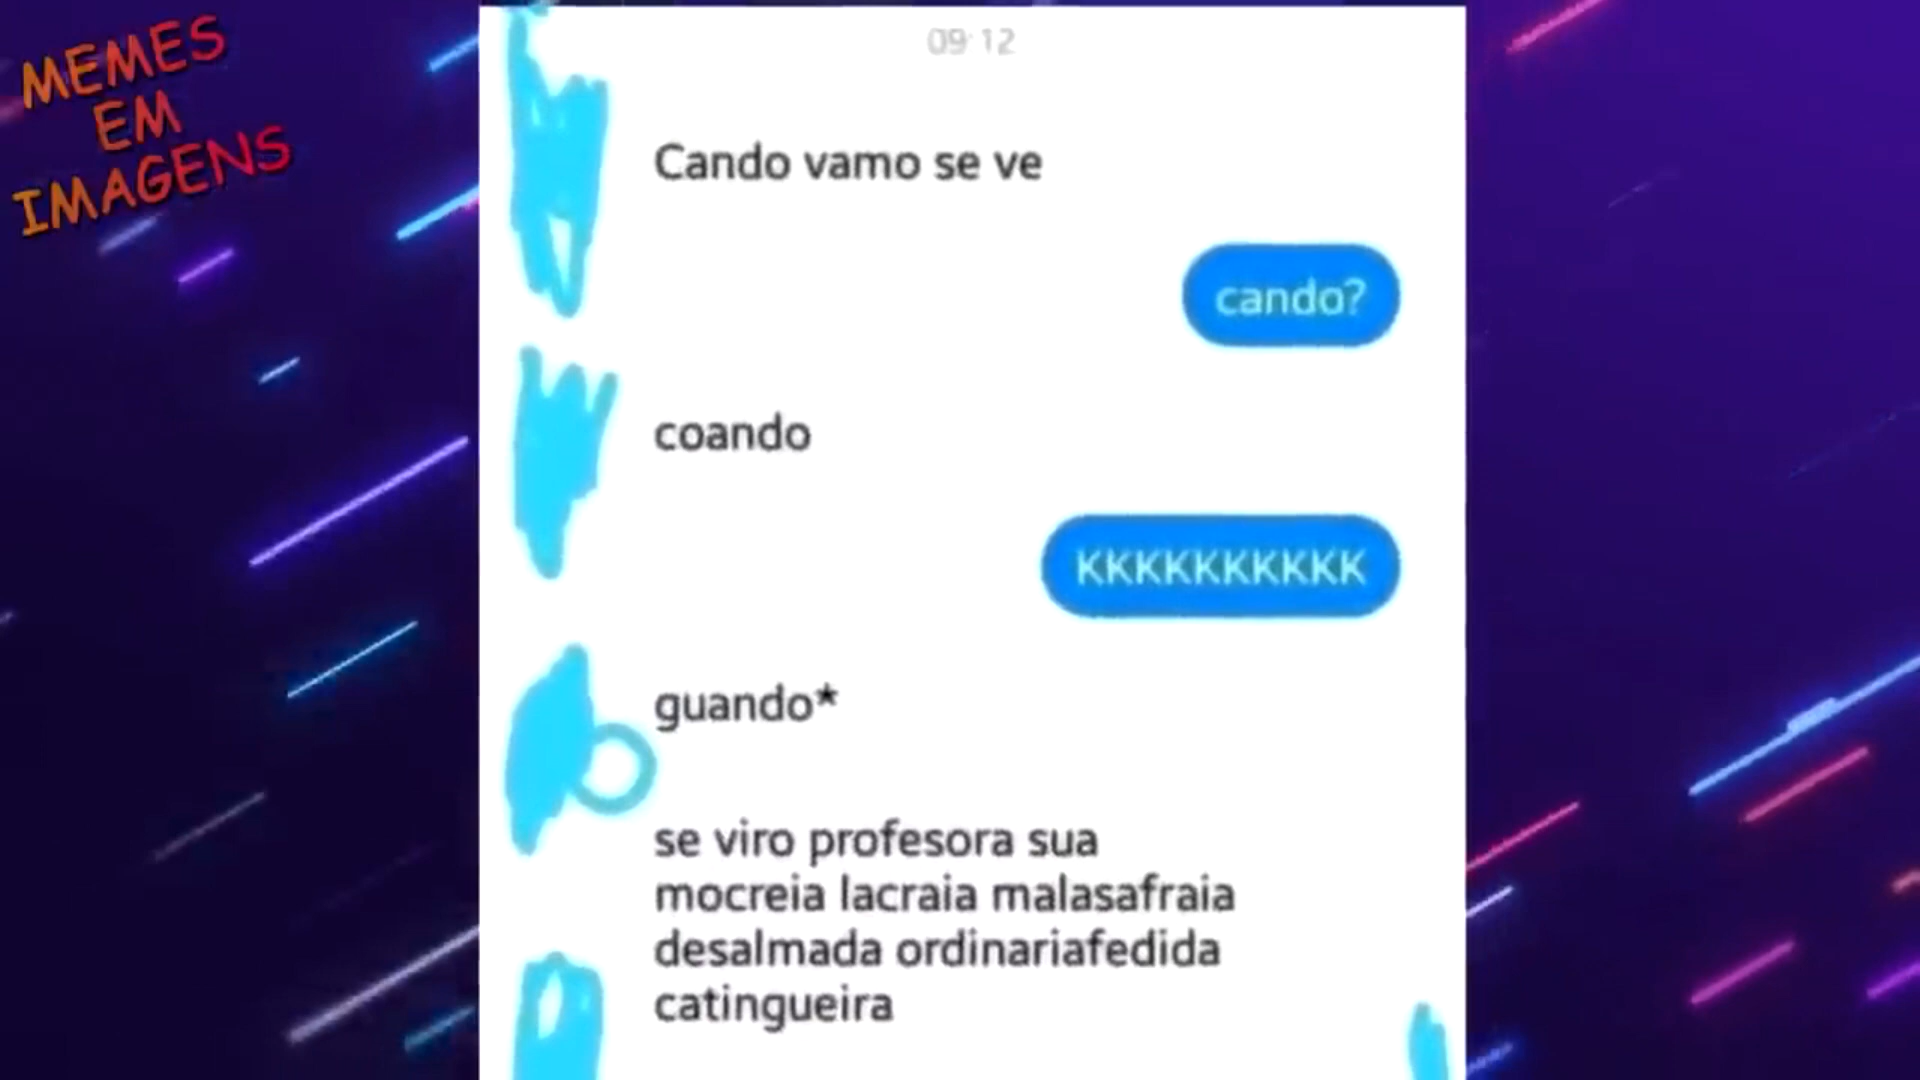 MEMES
EM
IMAGENS
09:12
Cando vamo se ve
cando?
coando
KKKKKKKKKK
guando*
se viro profesora sua
mocreia lacraia malasafraia
desalmada ordinariafedida
catingueira